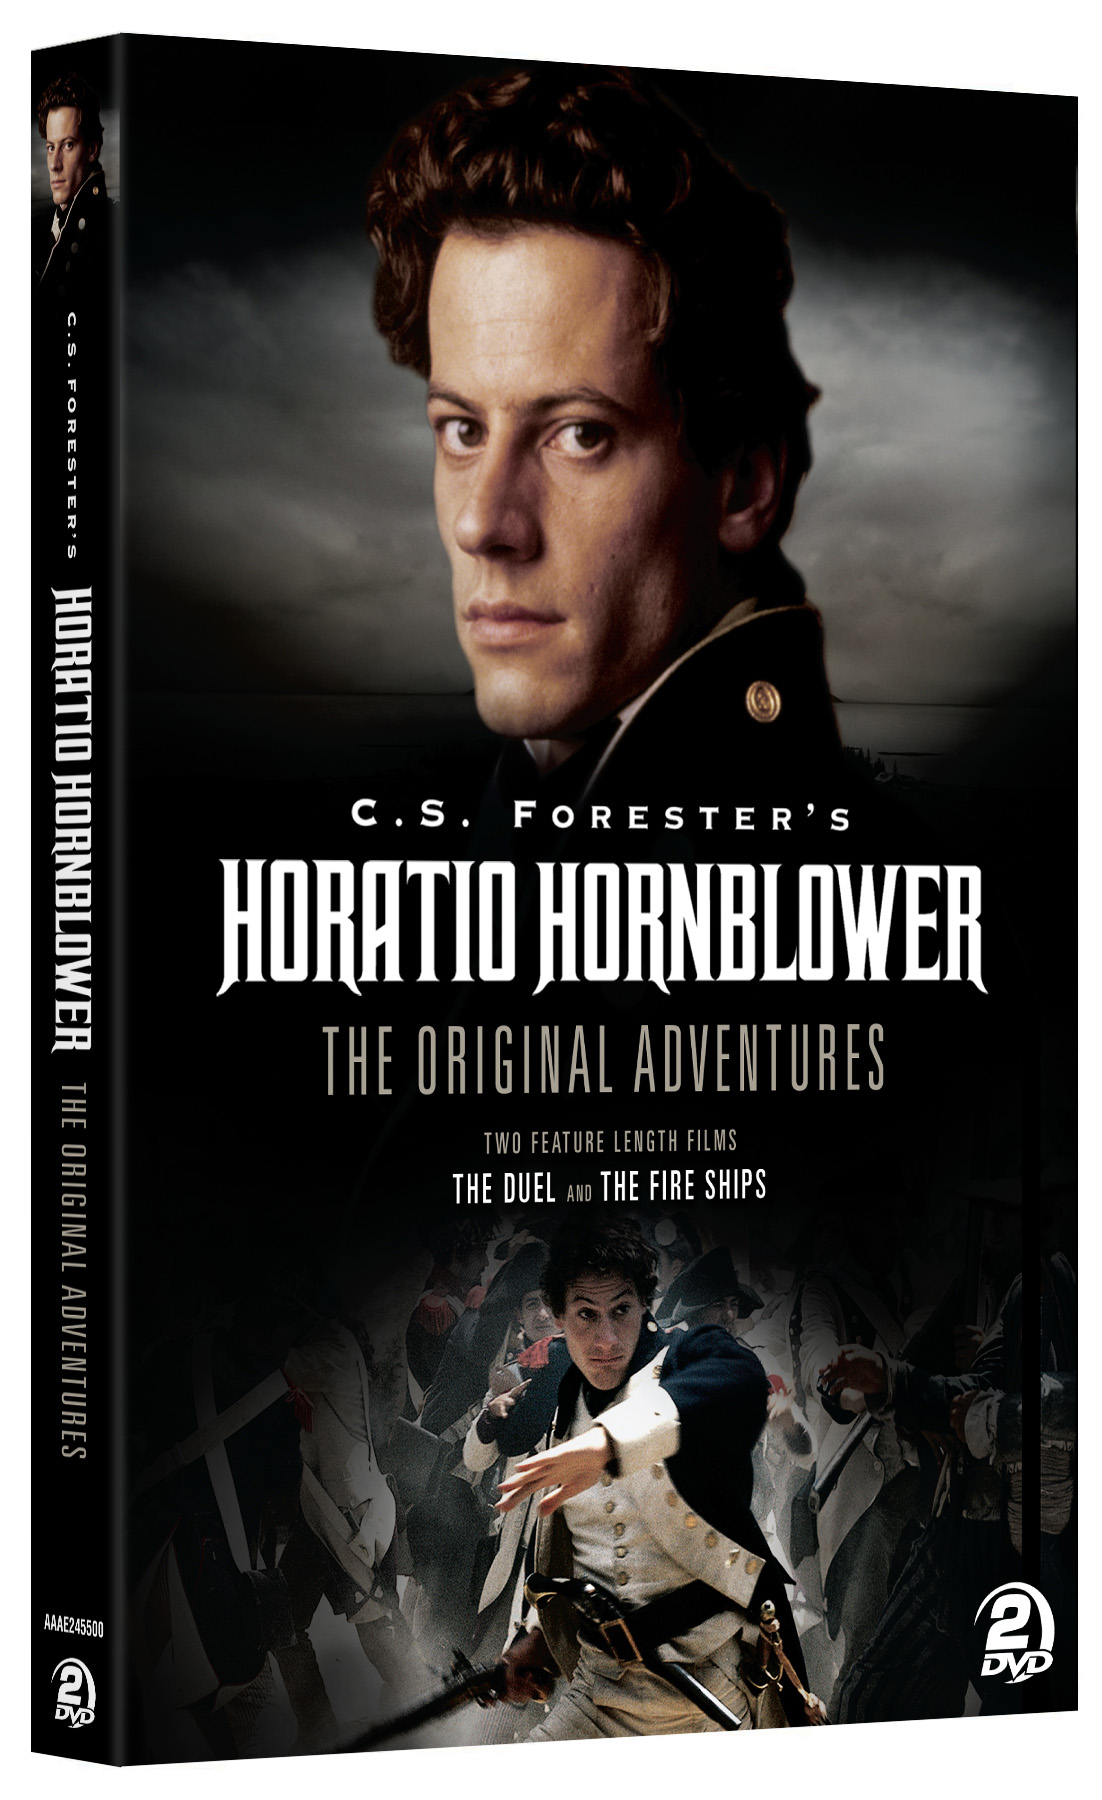 C.S. FORESTER'S
HORATIO HORNBLOWER
THE ORIGINAL ADVENTURES
AAAE245500
2
DVD
C.S. FORESTER'S
HORATIO HORNBLOWER
THE ORIGINAL ADVENTURES
TWO FEATURE LENGTH FILMS
THE DUEL AND THE FIRE SHIPS
2
DVD